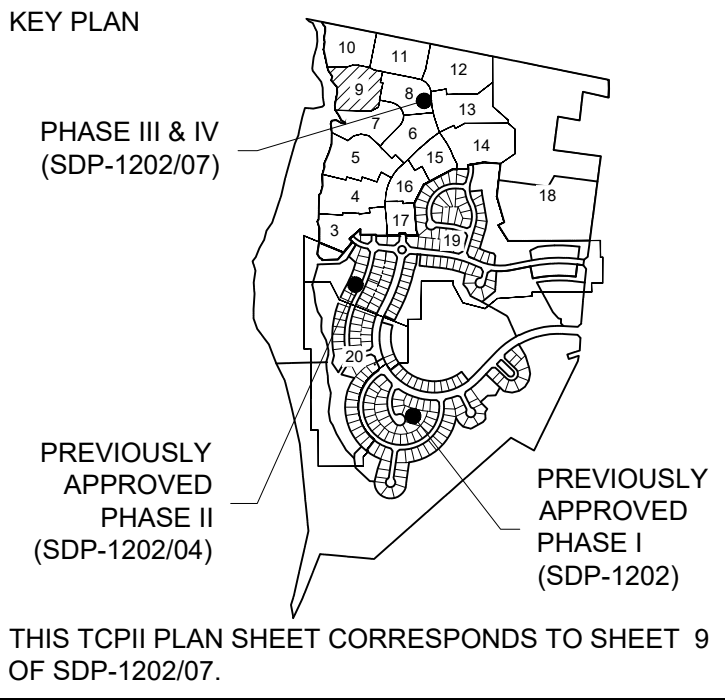 KEY PLAN
10
11
12
9
8
13
PHASE III & IV
(SDP-1202/07)
7
6
14
5
15
16
4
18
17
3
19
20
PREVIOUSLY
APPROVED
PHASE II
(SDP-1202/04)
PREVIOUSLY
APPROVED
PHASE I
(SDP-1202)
THIS TCPII PLAN SHEET CORRESPONDS TO SHEET 9
OF SDP-1202/07.